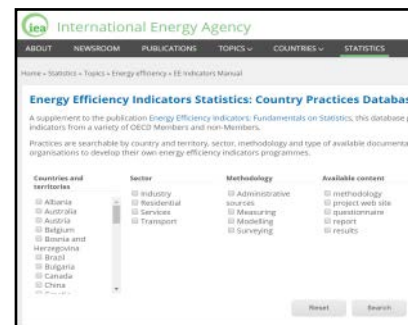 iea International Energy Agency
ABOUT NEWSROOM PUBLICATIONS TOPICS COUNTRIES STATISTICS
Home » Statistics » Topics » Energy efficiency » EE Indicators Manual
Energy Efficiency Indicators Statistics: Country Practices Databas
A supplement to the publication Energy Efficiency Indicators: Fundamentals on Statistics, this database p
indicators from a variety of OECD Members and non-Members.
Practices are searchable by country and territory, sector, methodology and type of available documenta
organisations to develop their own energy efficiency indicators programmes.
Countries and territories
Albania
Australia
Austria
Belgium
Bosnia and Herzegovina
Brazil
Bulgaria
Canada
China
Sector
Industry
Residential
Services
Transport
Methodology
Administrative sources
Measuring
Modelling
Surveying
Available content
methodology
project web site
questionnaire
report
results
Reset Search